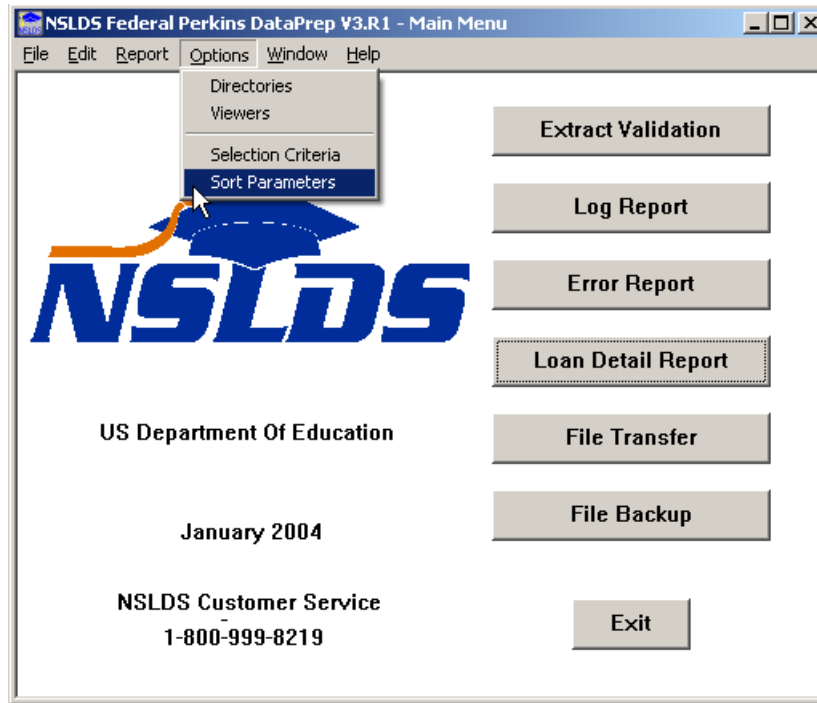 NSLDS Federal Perkins DataPrep V3.R1 - Main Menu
File Edit Report Options Window Help
Directories
Viewers
Selection Criteria
Sort Parameters
NSLDS
US Department Of Education
January 2004
NSLDS Customer Service
1-800-999-8219
Extract Validation
Log Report
Error Report
Loan Detail Report
File Transfer
File Backup
Exit